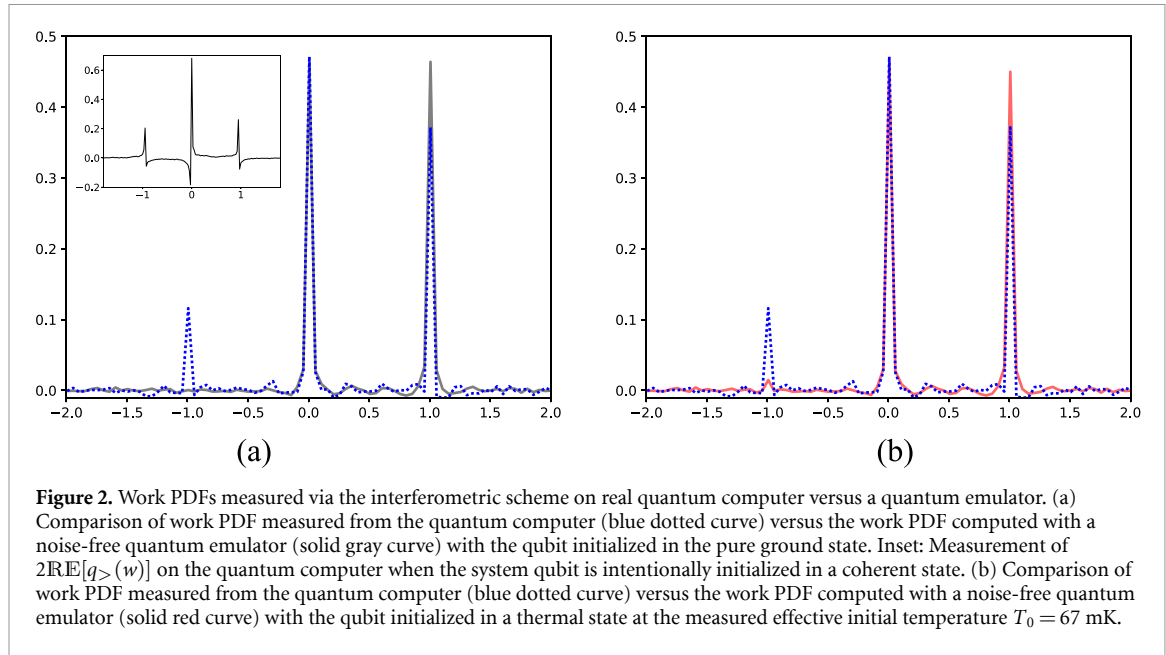 0.5
0.4
0.3
0.2
0.1
0.0
−2.0 −1.5 −1.0 −0.5 0.0 0.5 1.0 1.5 2.0
0.6
0.4
0.2
0.0
−0.2
−1 0 1
(a)
0.5
0.4
0.3
0.2
0.1
0.0
−2.0 −1.5 −1.0 −0.5 0.0 0.5 1.0 1.5 2.0
(b)
Figure 2. Work PDFs measured via the interferometric scheme on real quantum computer versus a quantum emulator. (a)
Comparison of work PDF measured from the quantum computer (blue dotted curve) versus the work PDF computed with a
noise-free quantum emulator (solid gray curve) with the qubit initialized in the pure ground state. Inset: Measurement of
2ℝ𝔼[q>(w)] on the quantum computer when the system qubit is intentionally initialized in a coherent state. (b) Comparison of
work PDF measured from the quantum computer (blue dotted curve) versus the work PDF computed with a noise-free quantum
emulator (solid red curve) with the qubit initialized in a thermal state at the measured effective initial temperature T₀ = 67 mK.